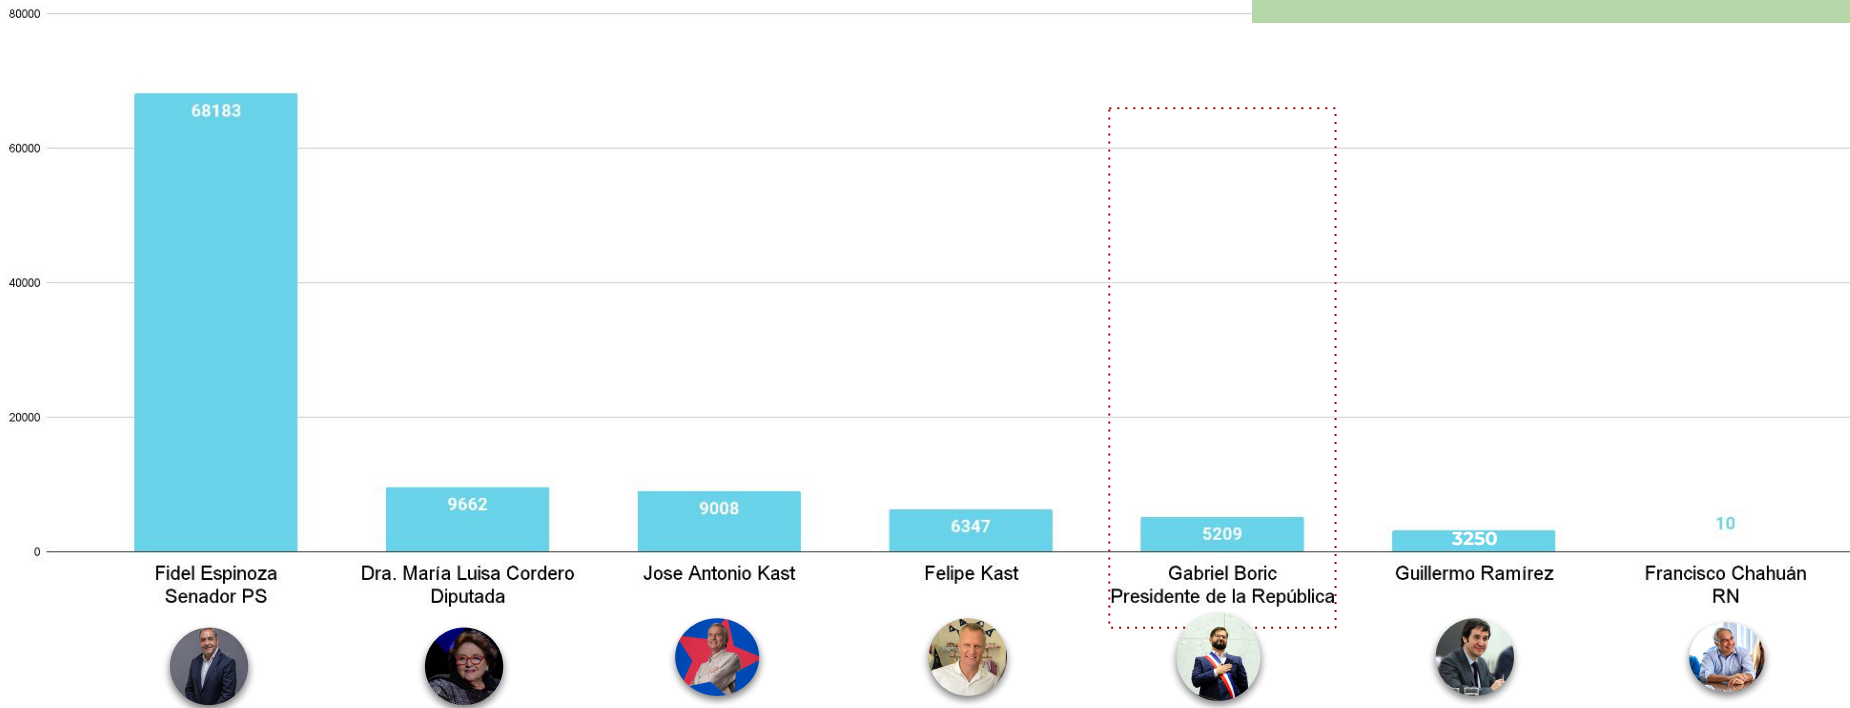 80000
68183
60000
40000
20000
9662
9008
6347
5209
3250
10
0
Fidel Espinoza
Senador PS
Dra. María Luisa Cordero
Diputada
Jose Antonio Kast
Felipe Kast
Gabriel Boric
Presidente de la República
Guillermo Ramírez
Francisco Chahuán
RN